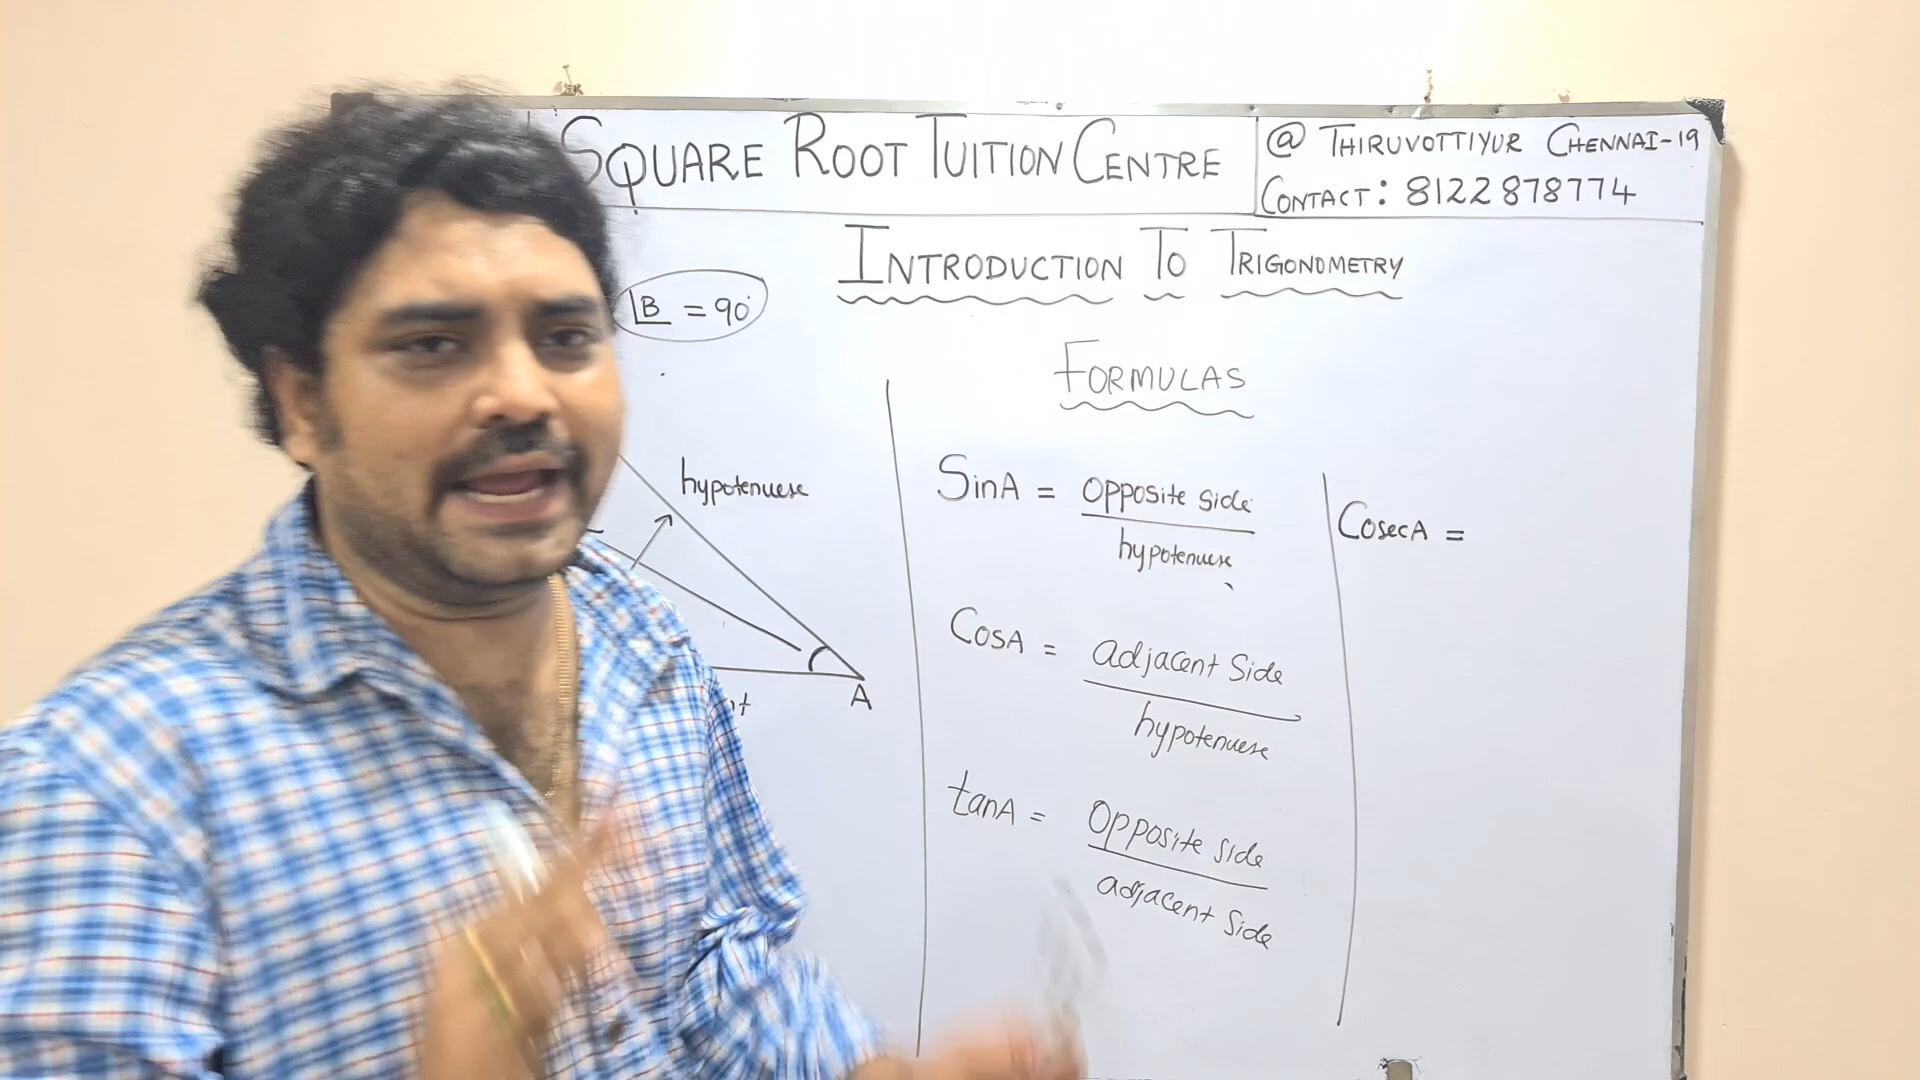 SQUARE ROOT TUITION CENTRE
@ THIRUVOTTIYUR CHENNAI-19
CONTACT: 8122878774
INTRODUCTION TO TRIGONOMETRY
∠B = 90°
FORMULAS
hypotenuese
A
SinA = Opposite side
hypotenuese
CosA = adjacent Side
hypotenuese
tanA = Opposite side
adjacent Side
CosecA =